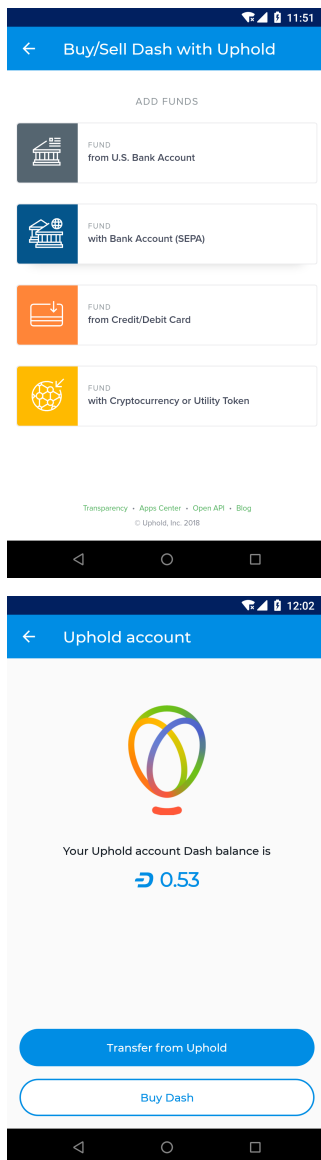 11:51
Buy/Sell Dash with Uphold
ADD FUNDS
FUND
from U.S. Bank Account
FUND
with Bank Account (SEPA)
FUND
from Credit/Debit Card
FUND
with Cryptocurrency or Utility Token
Transparency • Apps Center • Open API • Blog
© Uphold, Inc. 2018
12:02
Uphold account
Your Uphold account Dash balance is
0.53
Transfer from Uphold
Buy Dash